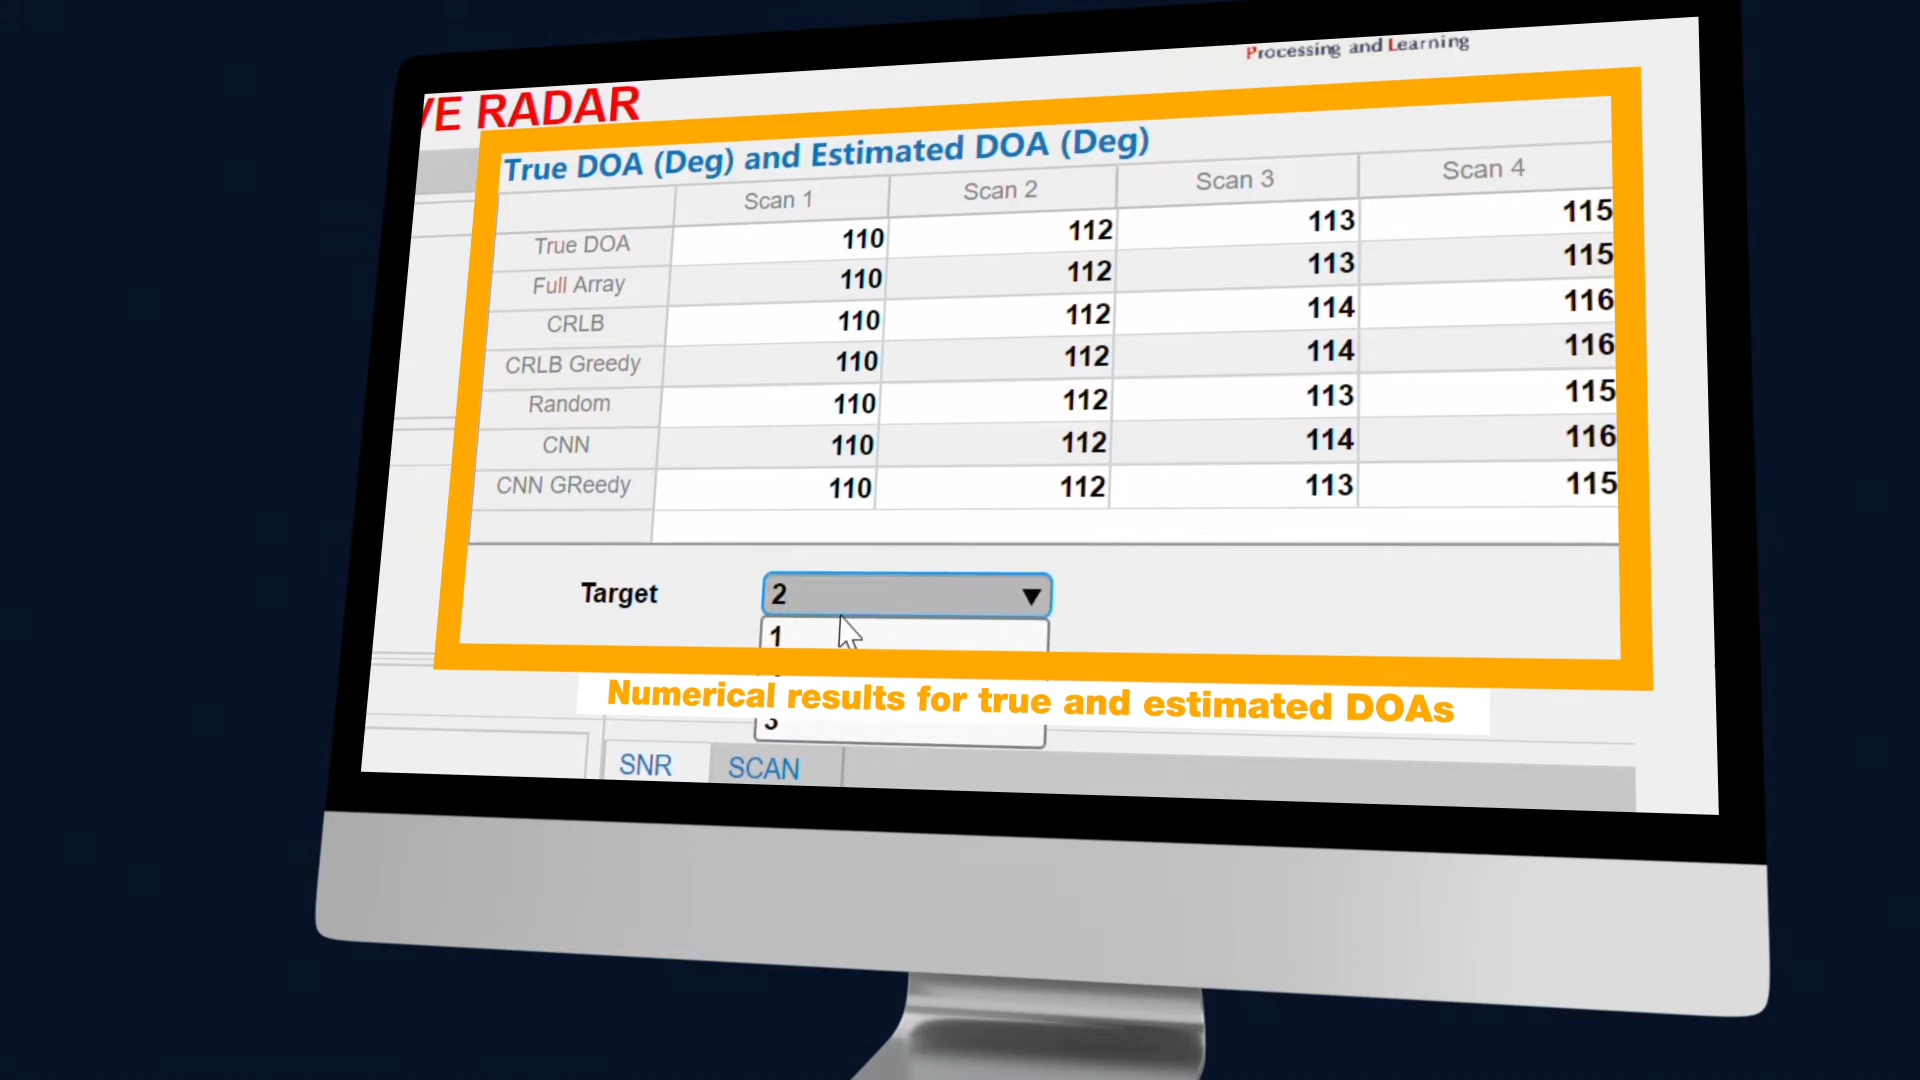 Processing and Learning
VE RADAR
True DOA (Deg) and Estimated DOA (Deg)
Scan 1 Scan 2 Scan 3 Scan 4
True DOA 110 112 113 115
Full Array 110 112 113 115
CRLB 110 112 114 116
CRLB Greedy 110 112 114 116
Random 110 112 113 115
CNN 110 112 114 116
CNN GReedy 110 112 113 115
Target 2
1
Numerical results for true and estimated DOAs
3
SNR SCAN